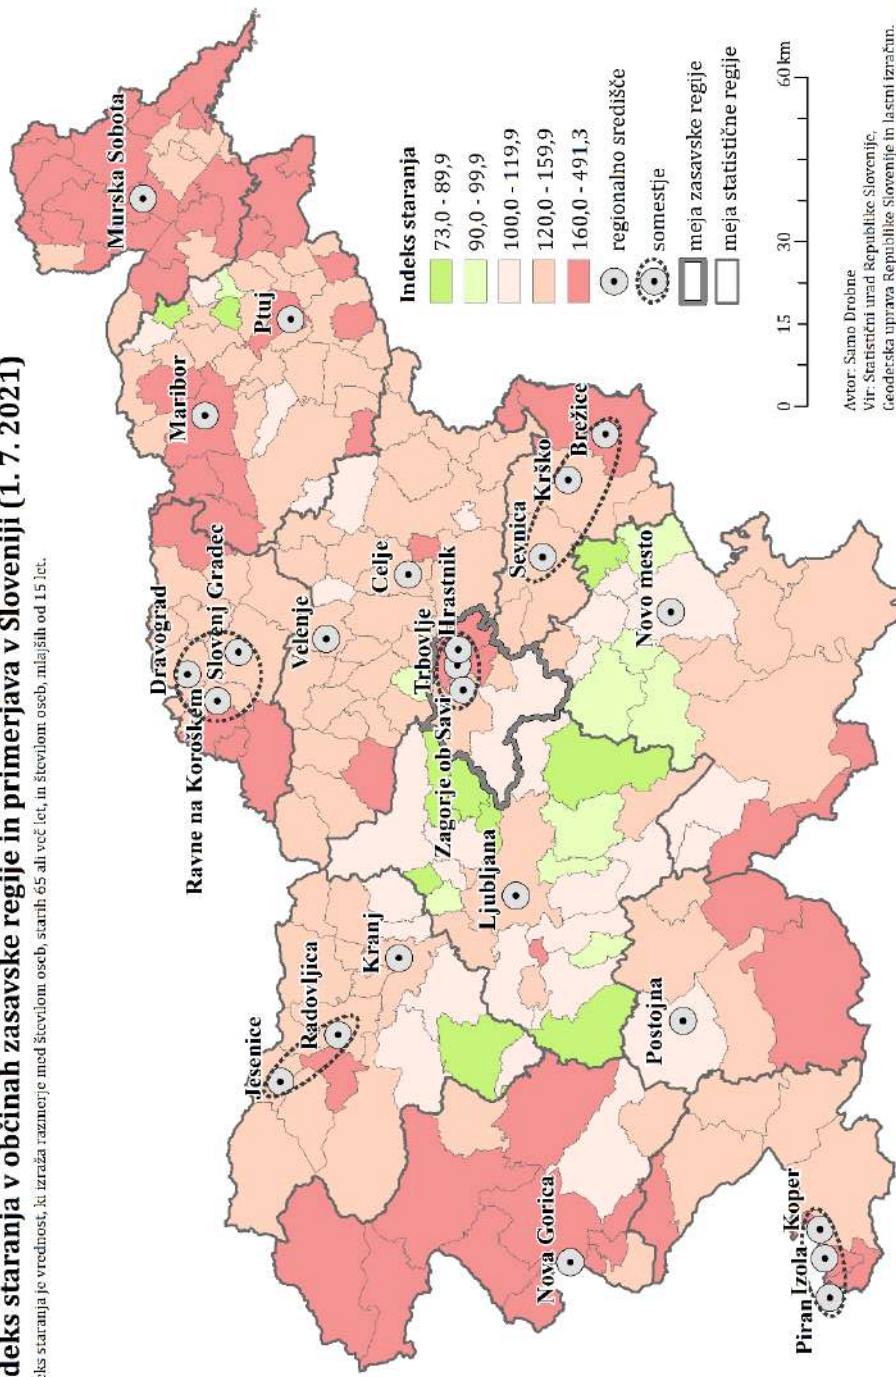 deks staranja v občinah zasavske regije in primerjava v Sloveniji (1. 7. 2021)
eks staranja je vrednost, ki izraža razmerje med številom oseb, starih 65 ali več let, in številom oseb, mlajših od 15 let.
Murska Sobota
Maribor
Ptuj
Dravograd
Slovenj Gradec
Ravne na Koroškem
Velenje
Celje
Jesenice
Radovljica
Kranj
Trbovlje
Hrastnik
Zagorje ob Savi
Ljubljana
Sevnica
Krško
Brežice
Novo mesto
Nova Gorica
Postojna
Piran
Izola
Koper
Indeks staranja
73,0 - 89,9
90,0 - 99,9
100,0 - 119,9
120,0 - 159,9
160,0 - 491,3
regionalno središče
somestje
meja zasavske regije
meja statistične regije
0 15 30 60 km
Avtor: Samo Drobne
Vir: Statistični urad Republike Slovenije,
Geodetska uprava Republike Slovenije in lastni izračun.